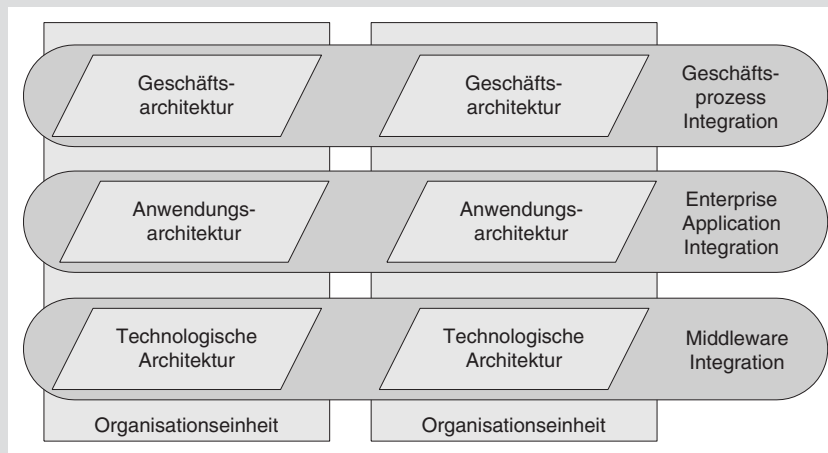 Geschäfts-
architektur
Geschäfts-
architektur
Geschäfts-
prozess
Integration
Anwendungs-
architektur
Anwendungs-
architektur
Enterprise
Application
Integration
Technologische
Architektur
Technologische
Architektur
Middleware
Integration
Organisationseinheit
Organisationseinheit